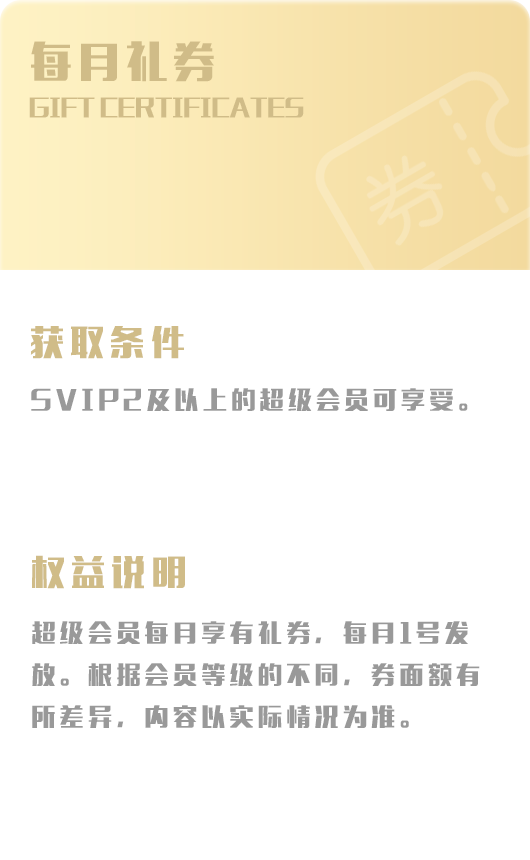 每月礼券
GIFT CERTIFICATES
券
获取条件
SVIP2及以上的超级会员可享受。
权益说明
超级会员每月享有礼券，每月1号发
放。根据会员等级的不同，券面额有
所差异，内容以实际情况为准。